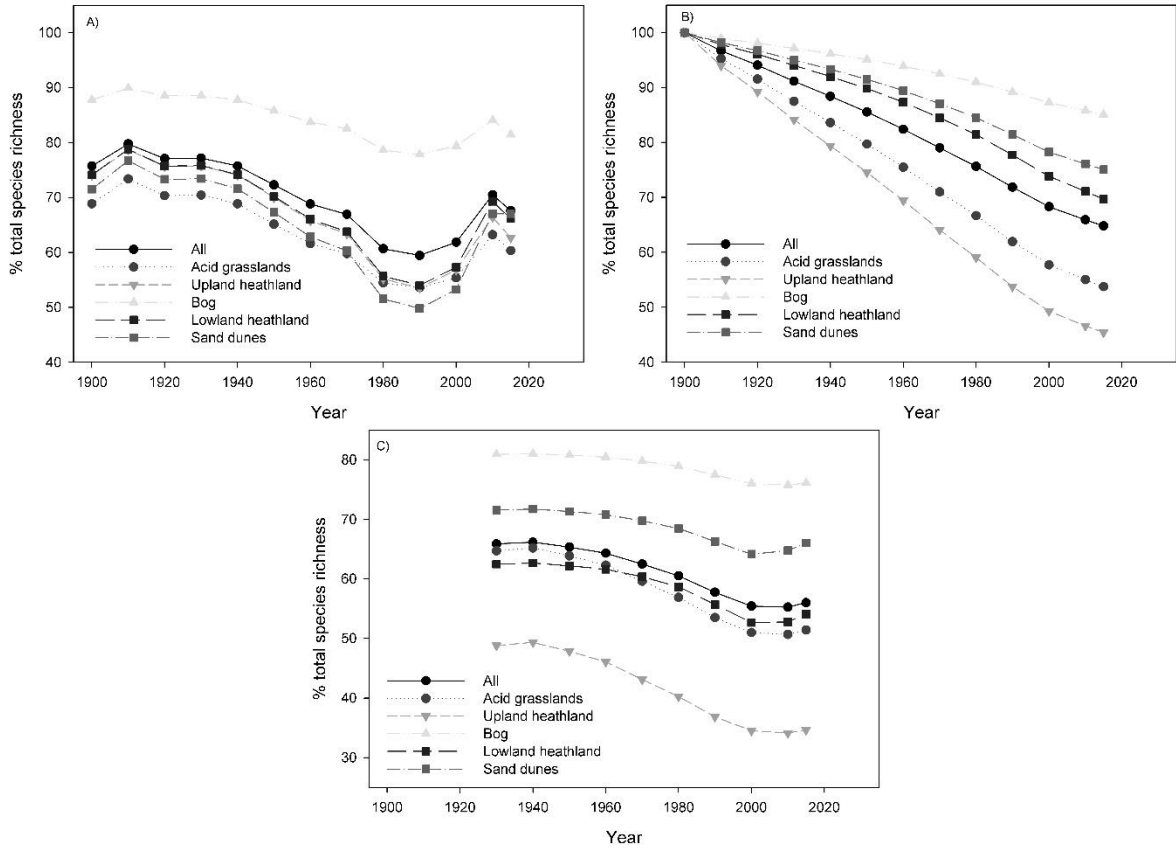 A)
% total species richness
100
90
80
70
60
50
40
All
Acid grasslands
Upland heathland
Bog
Lowland heathland
Sand dunes
1900 1920 1940 1960 1980 2000 2020
Year
B)
% total species richness
100
90
80
70
60
50
40
All
Acid grasslands
Upland heathland
Bog
Lowland heathland
Sand dunes
1900 1920 1940 1960 1980 2000 2020
Year
C)
% total species richness
80
70
60
50
40
30
All
Acid grasslands
Upland heathland
Bog
Lowland heathland
Sand dunes
1900 1920 1940 1960 1980 2000 2020
Year